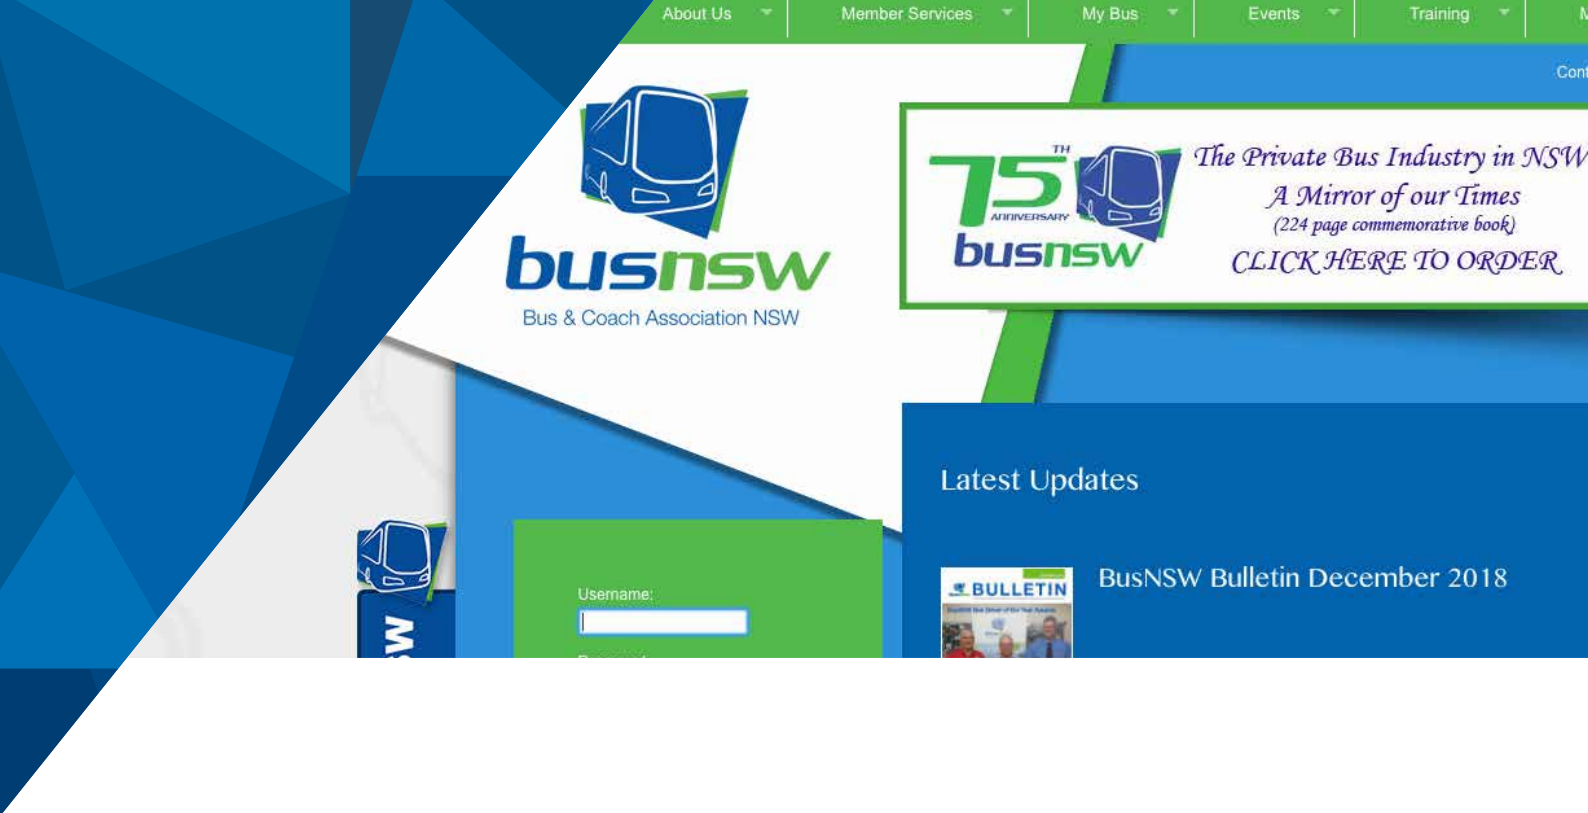 About Us
Member Services
My Bus
Events
Training
75TH
ANNIVERSARY
busnsw
The Private Bus Industry in NSW
A Mirror of our Times
(224 page commemorative book)
CLICK HERE TO ORDER
busnsw
Bus & Coach Association NSW
Latest Updates
BULLETIN
BusNSW Bulletin December 2018
Username: